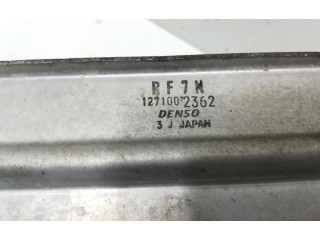 RF7N
127100-2362
DENSO
3 J JAPAN